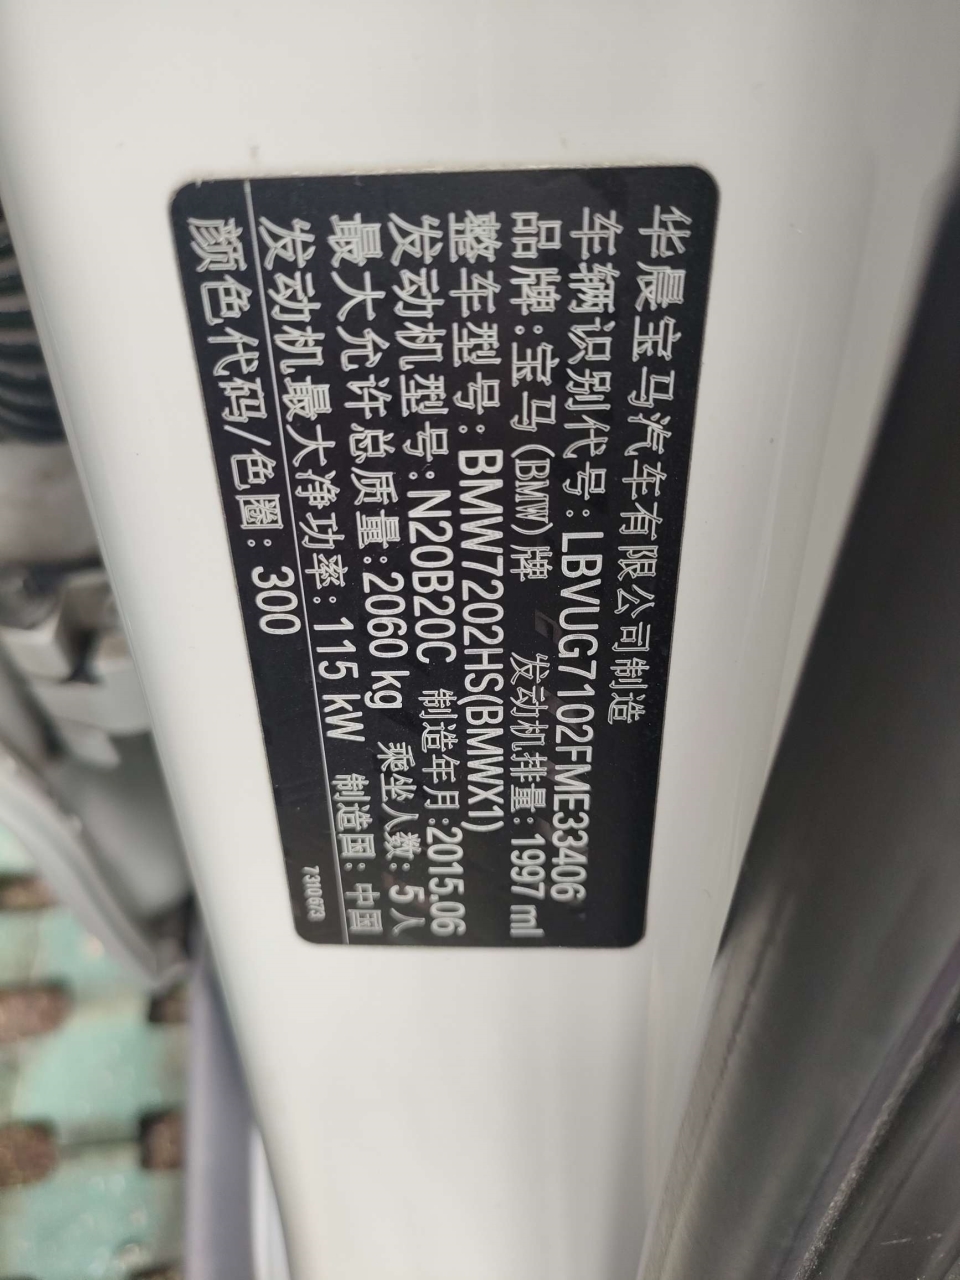 华晨宝马汽车有限公司制造
车辆识别代号:LBVUG7102FME33406
品牌:宝马(BMW)牌 发动机排量:1997 ml
整车型号:BMW7202HS(BMWX1)
发动机型号:N20B20C 制造年月:2015.06
最大允许总质量:2060 kg 乘坐人数:5人
发动机最大净功率:115 kW 制造国:中国
颜色代码/色圈:300 7310673